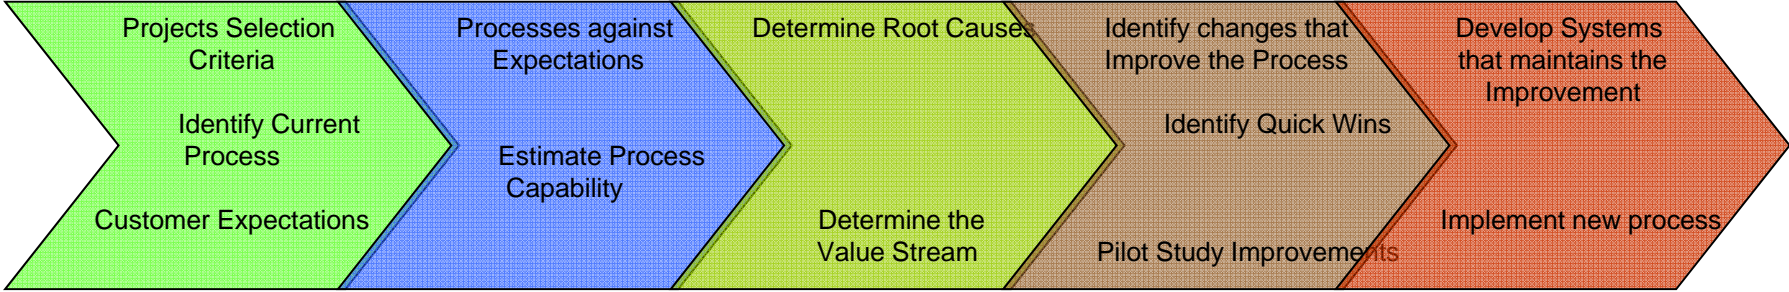 Projects Selection
Criteria
Identify Current
Process
Customer Expectations
Processes against
Expectations
Estimate Process
Capability
Determine Root Causes
Determine the
Value Stream
Identify changes that
Improve the Process
Identify Quick Wins
Pilot Study Improvements
Develop Systems
that maintains the
Improvement
Implement new process